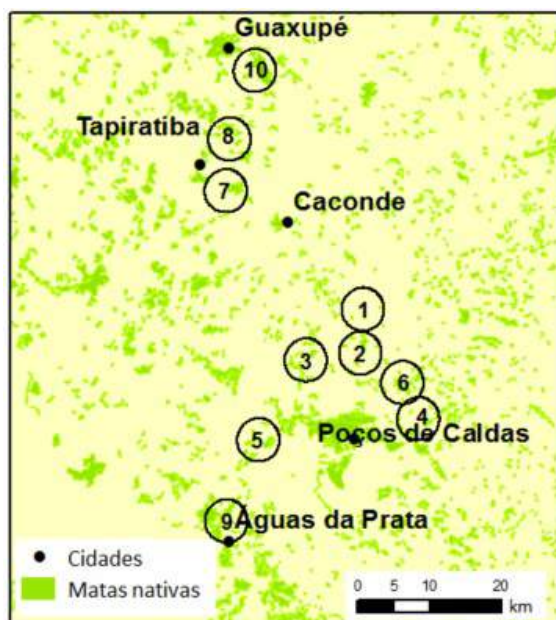 Guaxupé
10
Tapiratiba
8
7
Caconde
1
2
3
6
4
5
Poços de Caldas
9
Águas da Prata
Cidades
Matas nativas
0 5 10 20
km